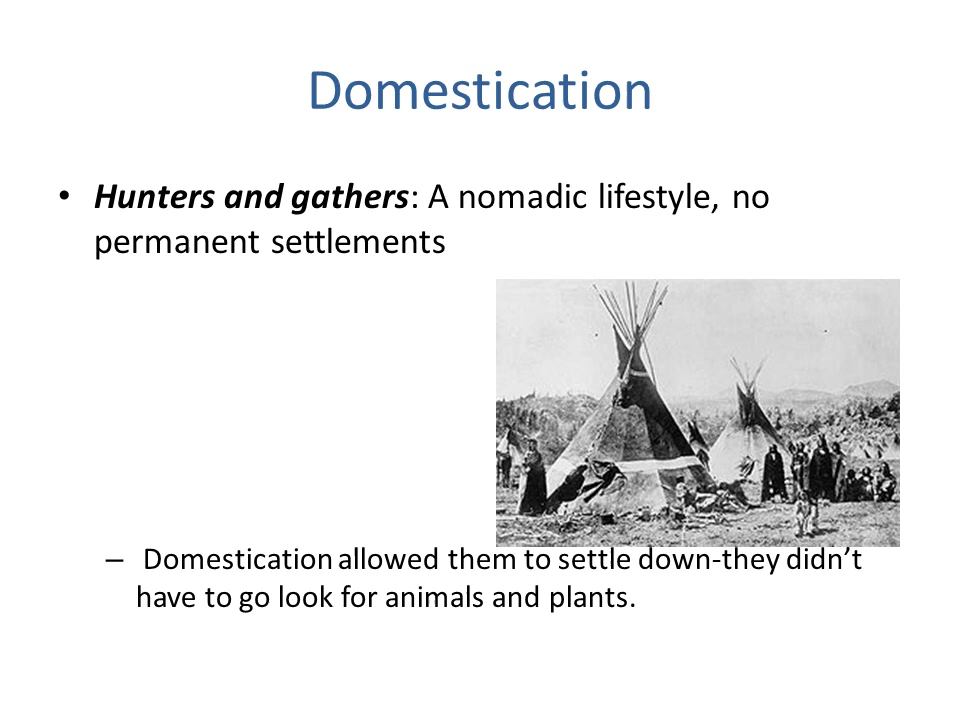 Domestication
• Hunters and gathers: A nomadic lifestyle, no
permanent settlements
– Domestication allowed them to settle down-they didn’t
have to go look for animals and plants.